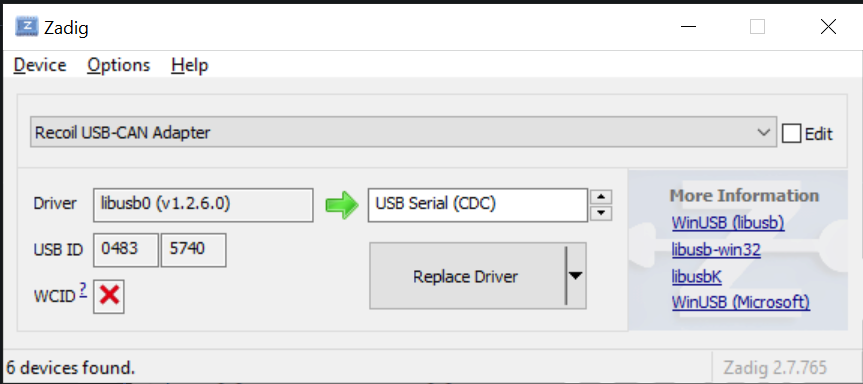 Zadig
Device Options Help
Recoil USB-CAN Adapter
Edit
Driver libusb0 (v1.2.6.0) USB Serial (CDC)
USB ID 0483 5740
WCID ?
Replace Driver
More Information
WinUSB (libusb)
libusb-win32
libusbK
WinUSB (Microsoft)
6 devices found.
Zadig 2.7.765